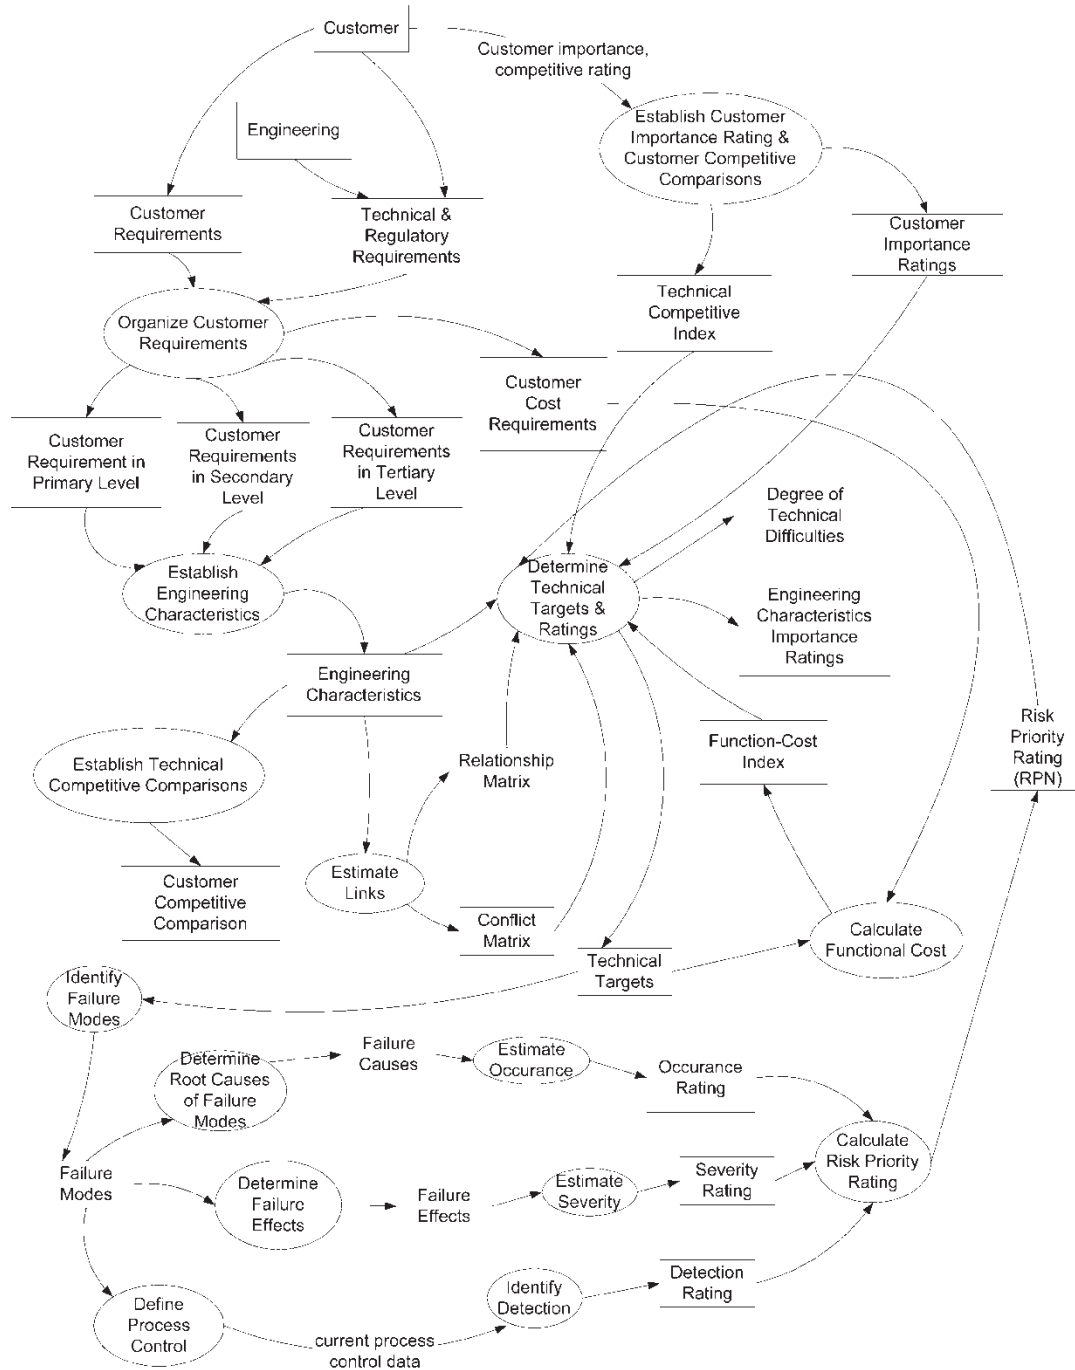 Customer
Customer importance,
competitive rating
Engineering
Establish Customer
Importance Rating &
Customer Competitive
Comparisons
Customer
Requirements
Technical &
Regulatory
Requirements
Customer
Importance
Ratings
Technical
Competitive
Index
Organize Customer
Requirements
Customer
Cost
Requirements
Customer
Requirement in
Primary Level
Customer
Requirements
in Secondary
Level
Customer
Requirements
in Tertiary
Level
Degree of
Technical
Difficulties
Establish
Engineering
Characteristics
Determine
Technical
Targets &
Ratings
Engineering
Characteristics
Importance
Ratings
Engineering
Characteristics
Risk
Priority
Rating
(RPN)
Establish Technical
Competitive Comparisons
Relationship
Matrix
Function-Cost
Index
Estimate
Links
Customer
Competitive
Comparison
Conflict
Matrix
Calculate
Functional Cost
Technical
Targets
Identify
Failure
Modes
Determine
Root Causes
of Failure
Modes
Failure
Causes
Estimate
Occurance
Occurance
Rating
Calculate
Risk Priority
Rating
Failure
Modes
Determine
Failure
Effects
Failure
Effects
Estimate
Severity
Severity
Rating
Define
Process
Control
current process
control data
Identify
Detection
Detection
Rating